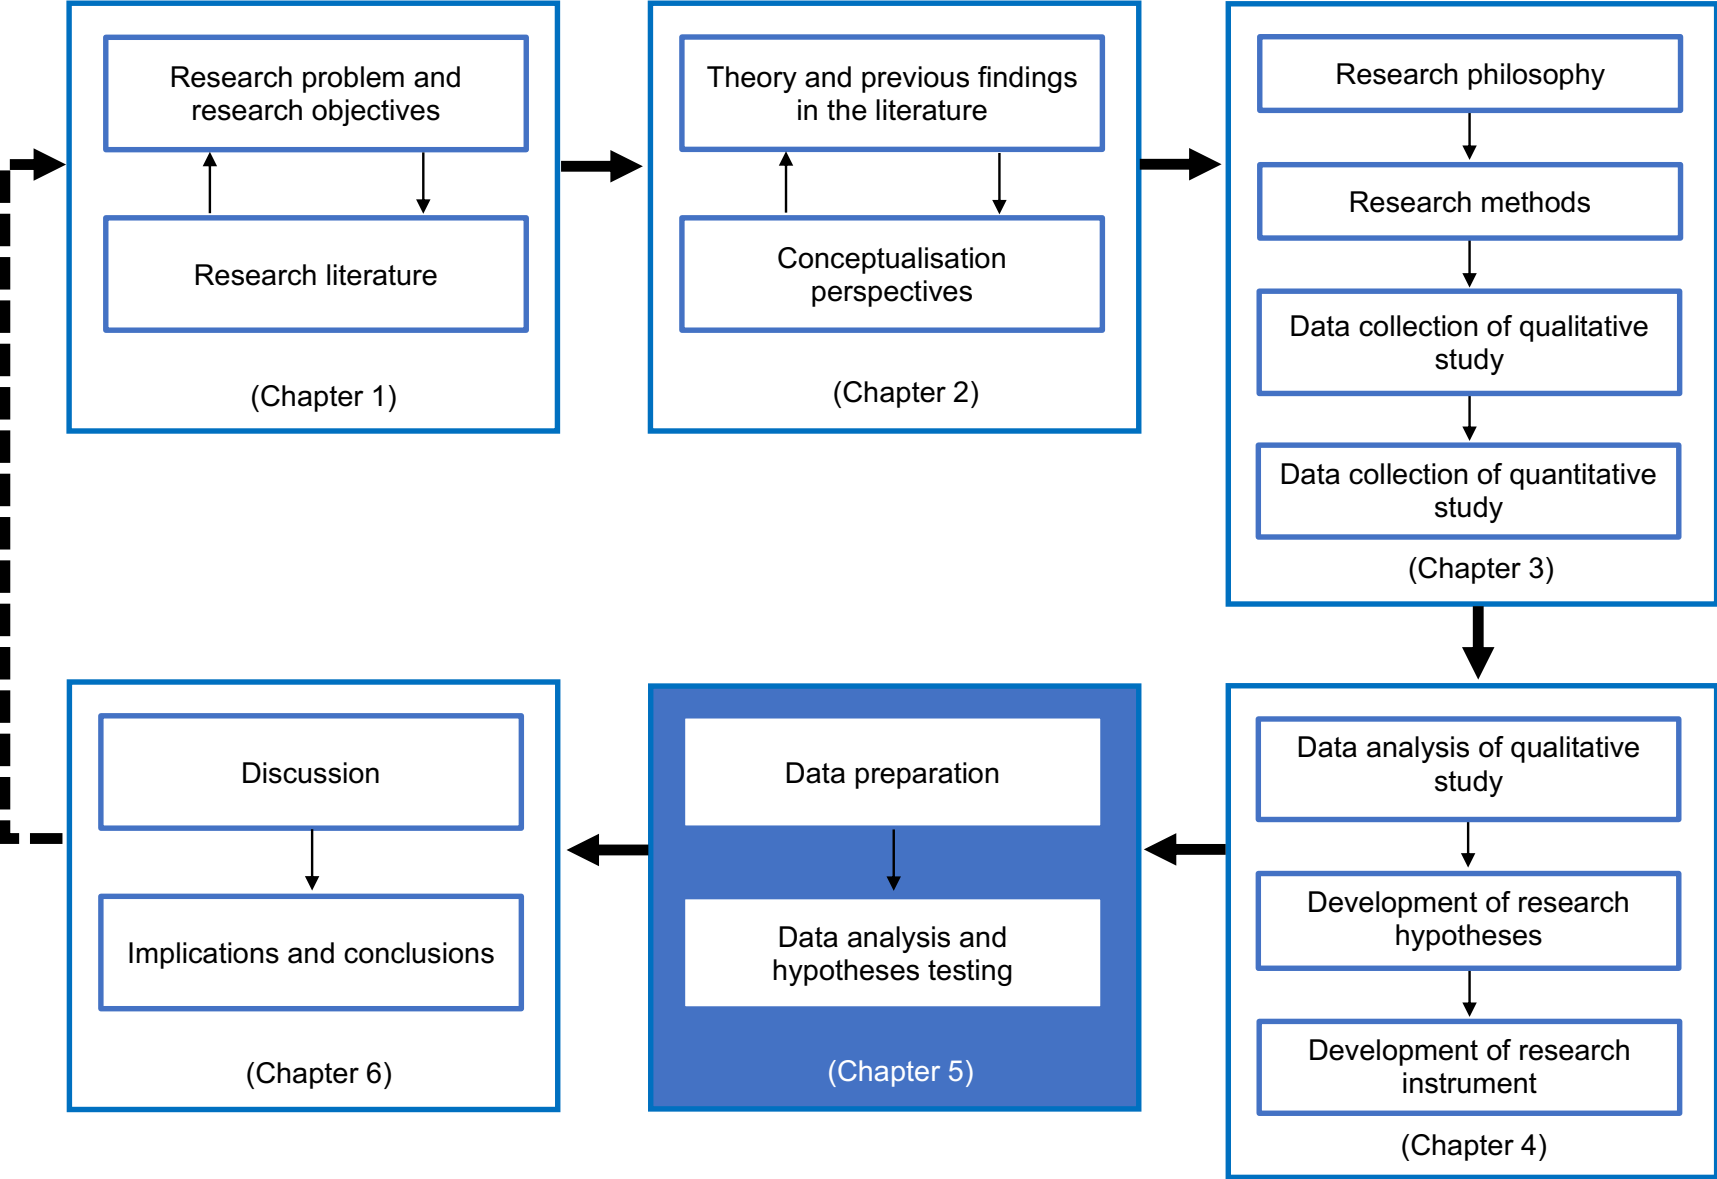 Research problem and
research objectives
Research literature
(Chapter 1)
Theory and previous findings
in the literature
Conceptualisation
perspectives
(Chapter 2)
Research philosophy
Research methods
Data collection of qualitative
study
Data collection of quantitative
study
(Chapter 3)
Data analysis of qualitative
study
Development of research
hypotheses
Development of research
instrument
(Chapter 4)
Data preparation
Data analysis and
hypotheses testing
(Chapter 5)
Discussion
Implications and conclusions
(Chapter 6)